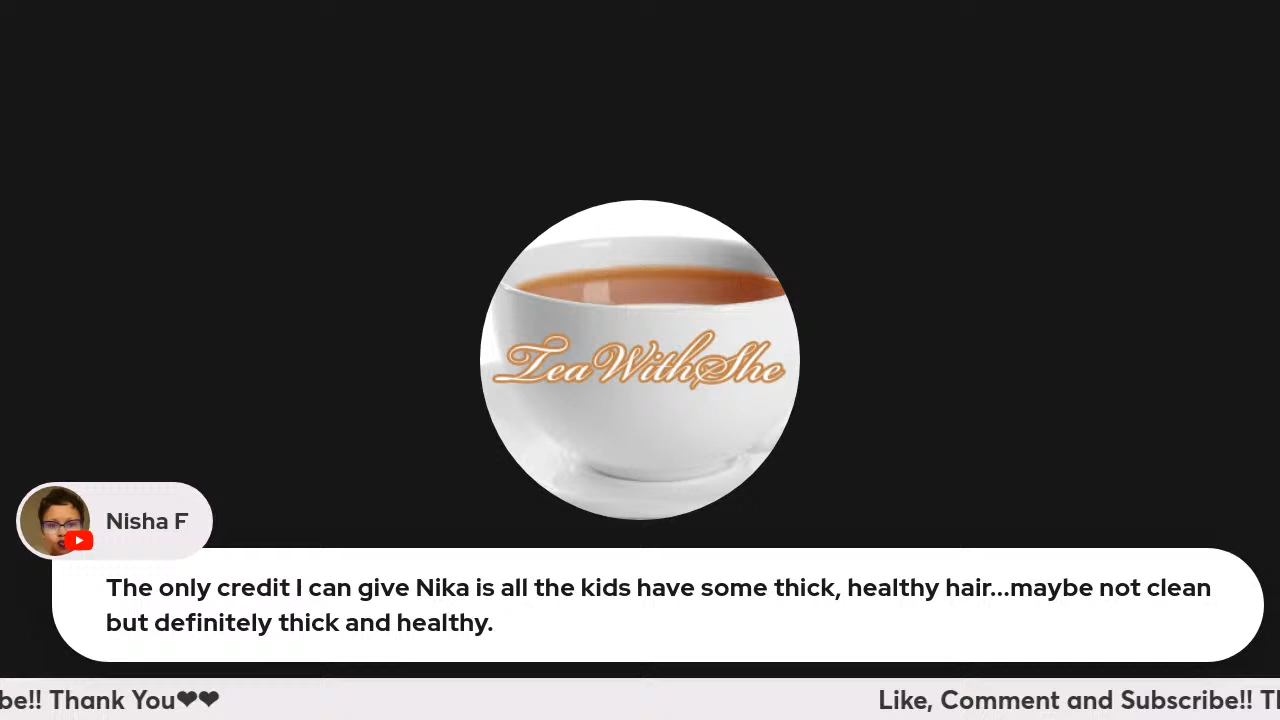 TeaWithShe
Nisha F
The only credit I can give Nika is all the kids have some thick, healthy hair...maybe not clean
but definitely thick and healthy.
be!! Thank You❤❤ Like, Comment and Subscribe!! Tl